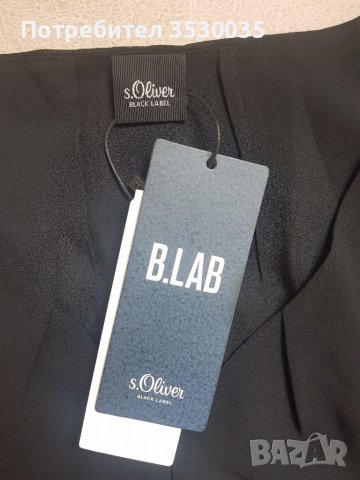 Потребител 3530035
s.Oliver
BLACK LABEL
B.LAB
s.Oliver
BLACK LABEL
BAZAR